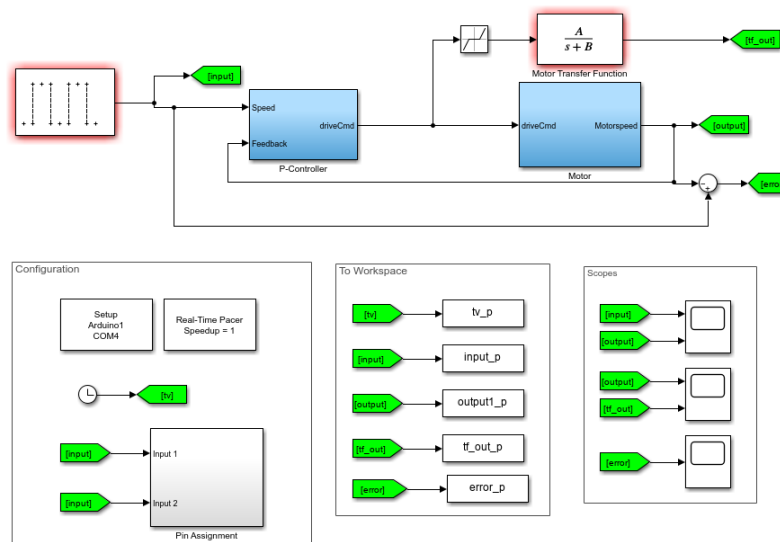 [input]
Speed
Feedback
driveCmd
P-Controller
A
s + B
Motor Transfer Function
[tf_out]
driveCmd
Motorspeed
Motor
[output]
[erro
Configuration
Setup
Arduino1
COM4
Real-Time Pacer
Speedup = 1
[tv]
[input]
Input 1
[input]
Input 2
Pin Assignment
To Workspace
[tv]
tv_p
[input]
input_p
[output]
output1_p
[tf_out]
tf_out_p
[error]
error_p
Scopes
[input]
[output]
[output]
[tf_out]
[error]